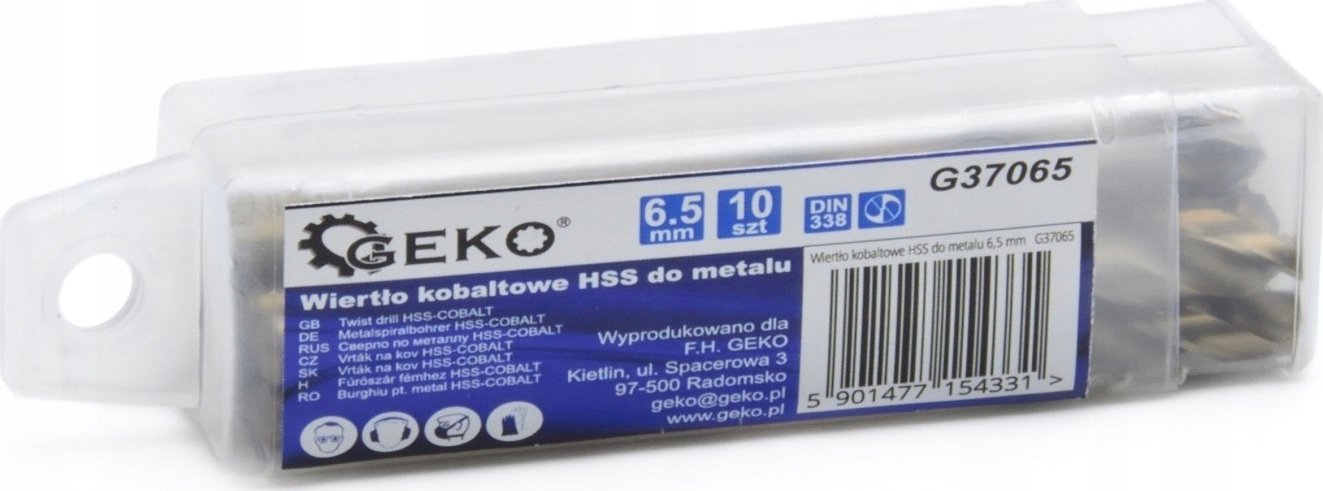 GEKO®
6.5 mm
10 szt
DIN 338
G37065
Wiertło kobaltowe HSS do metalu
GB Twist drill HSS-COBALT
DE Metalspiralbohrer HSS-COBALT
RUS Сверло по металлу HSS-COBALT
CZ Vrták na kov HSS-COBALT
SK Vrták na kov HSS-COBALT
H Fúrószár fémhez HSS-COBALT
RO Burghiu pt. metal HSS-COBALT
Wyprodukowano dla
F.H. GEKO
Kietlin, ul. Spacerowa 3
97-500 Radomsko
geko@geko.pl
www.geko.pl
Wiertło kobaltowe HSS do metalu 6,5 mm G37065
5 901477 154331 >